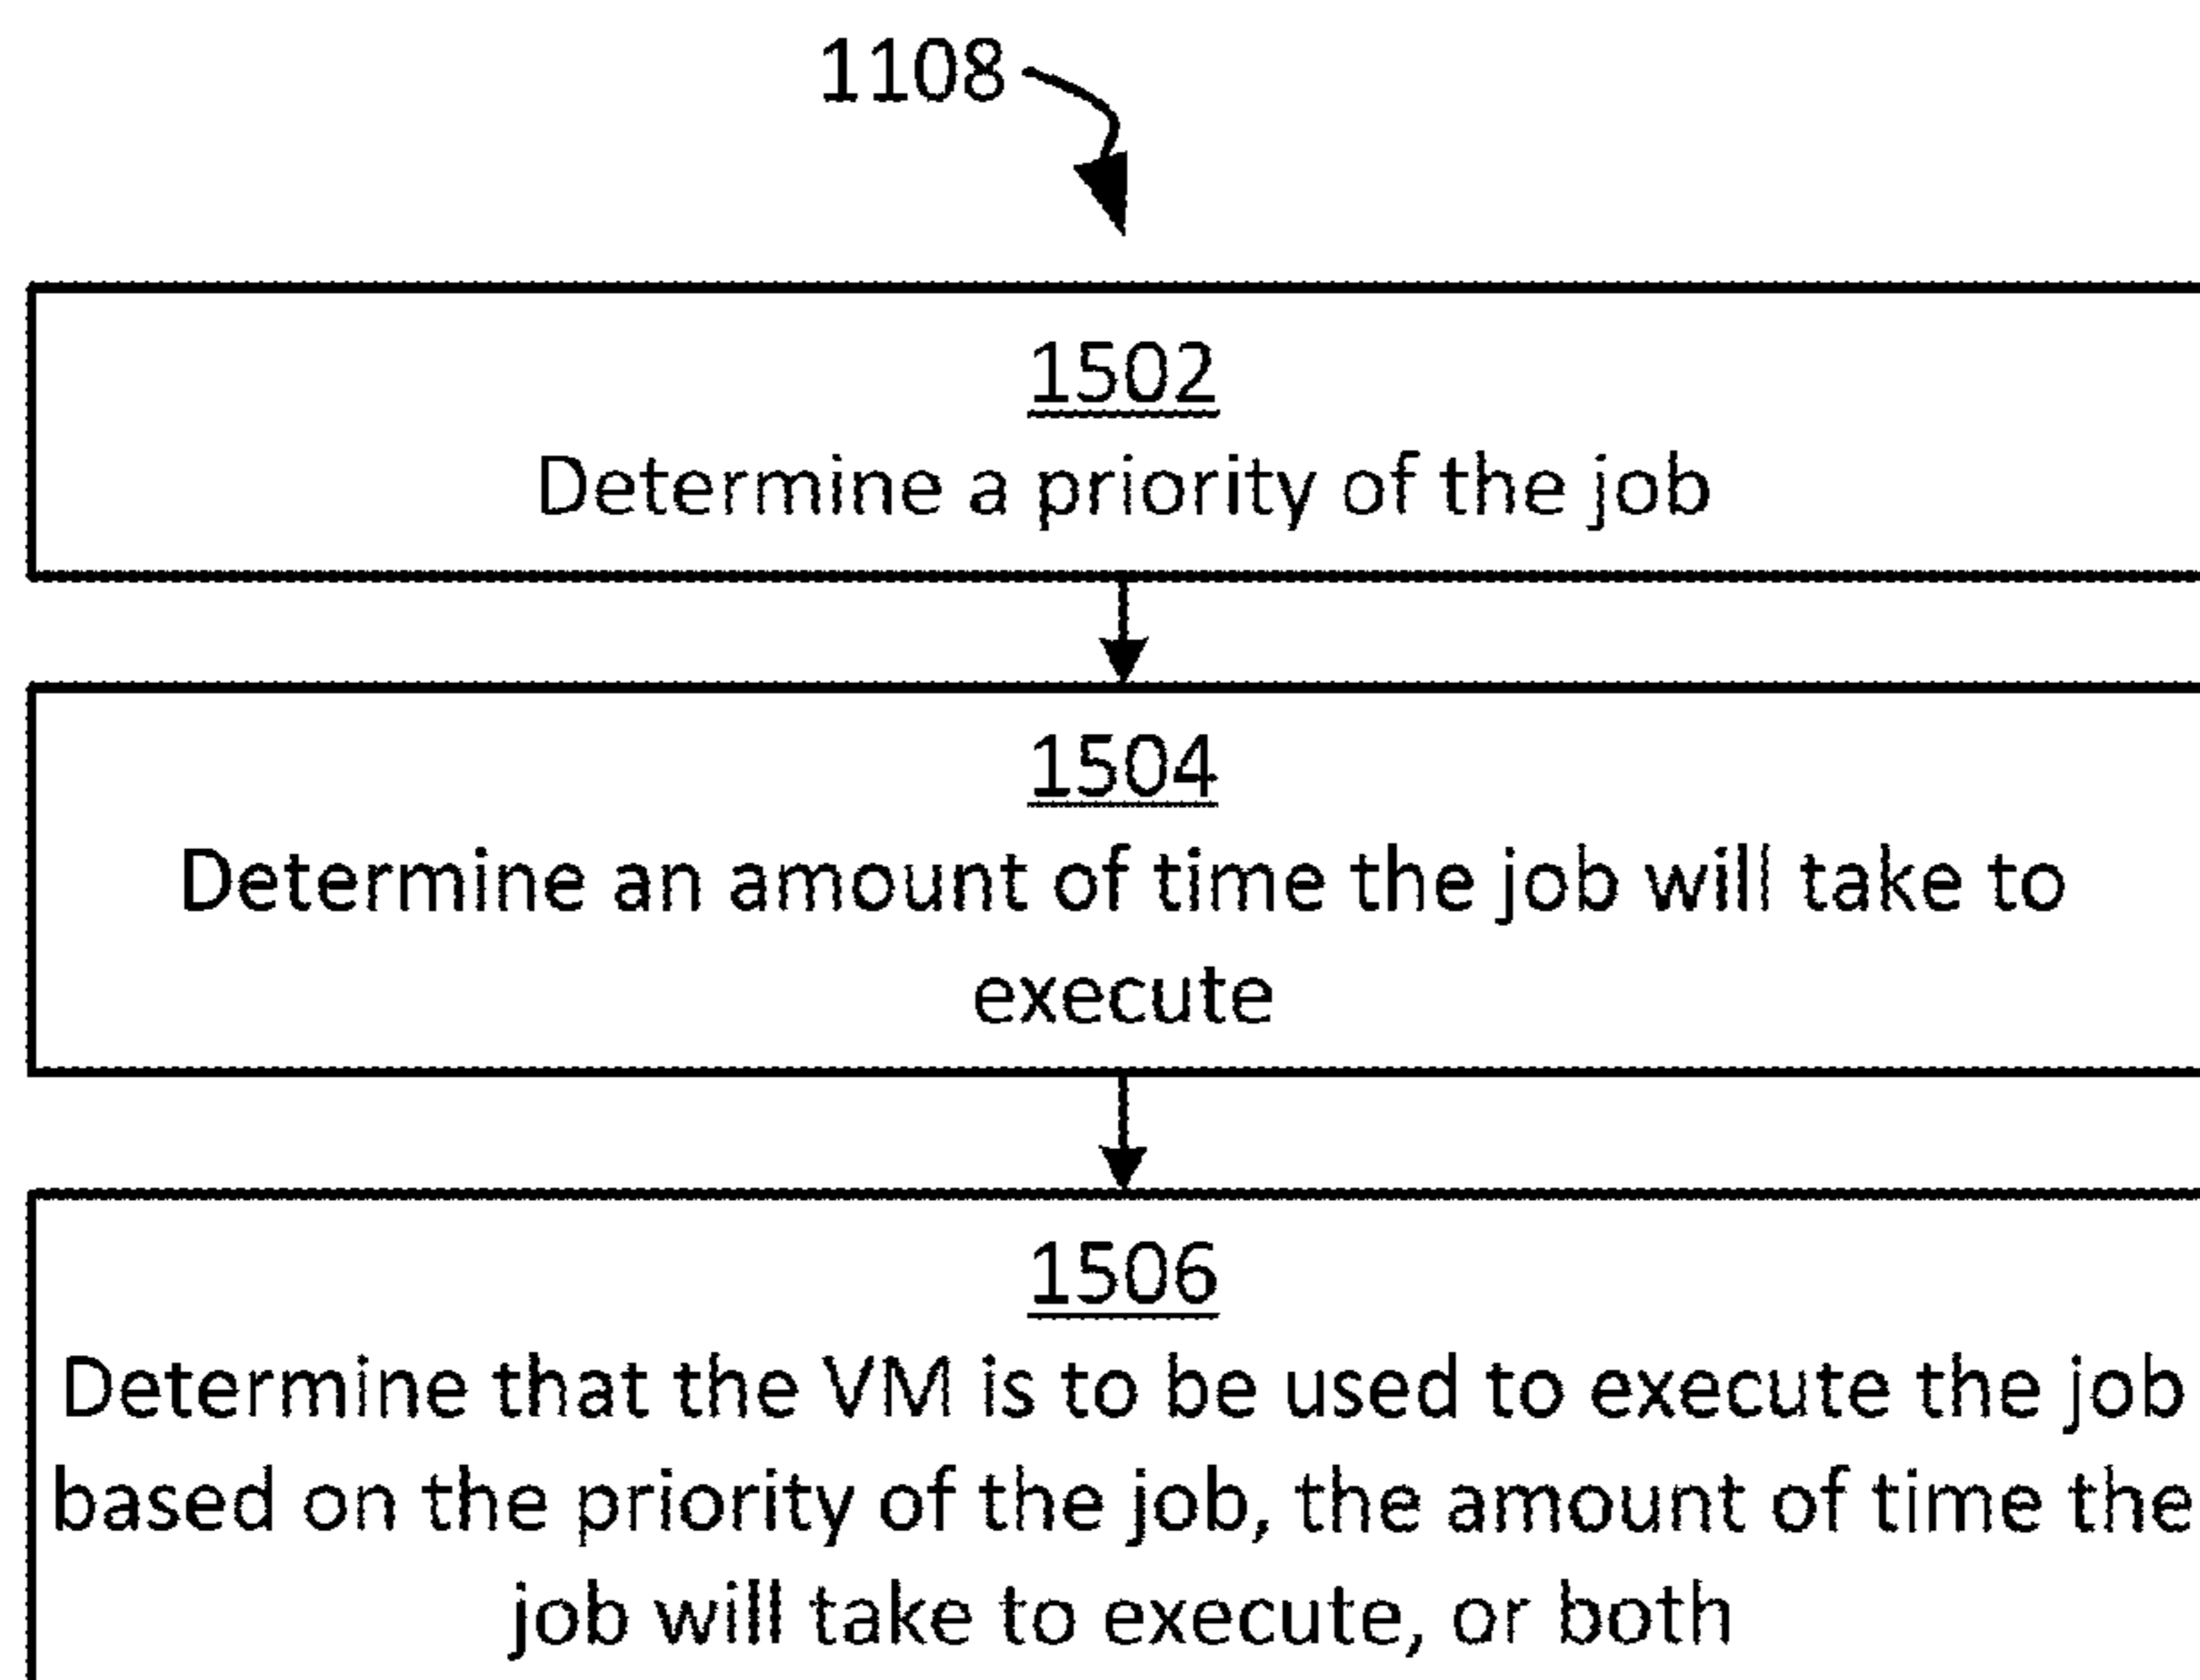 1108
1502
Determine a priority of the job
1504
Determine an amount of time the job will take to
execute
1506
Determine that the VM is to be used to execute the job
based on the priority of the job, the amount of time the
job will take to execute, or both